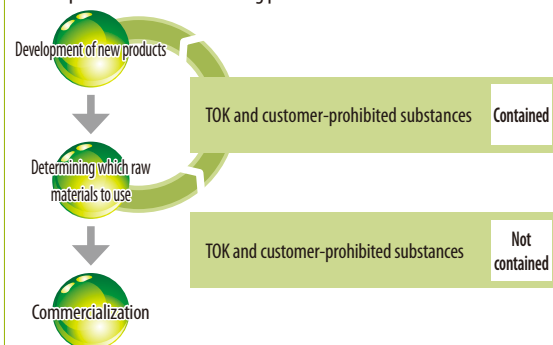 Development of new products
TOK and customer-prohibited substances
Contained
Determining which raw
materials to use
TOK and customer-prohibited substances
Not
contained
Commercialization